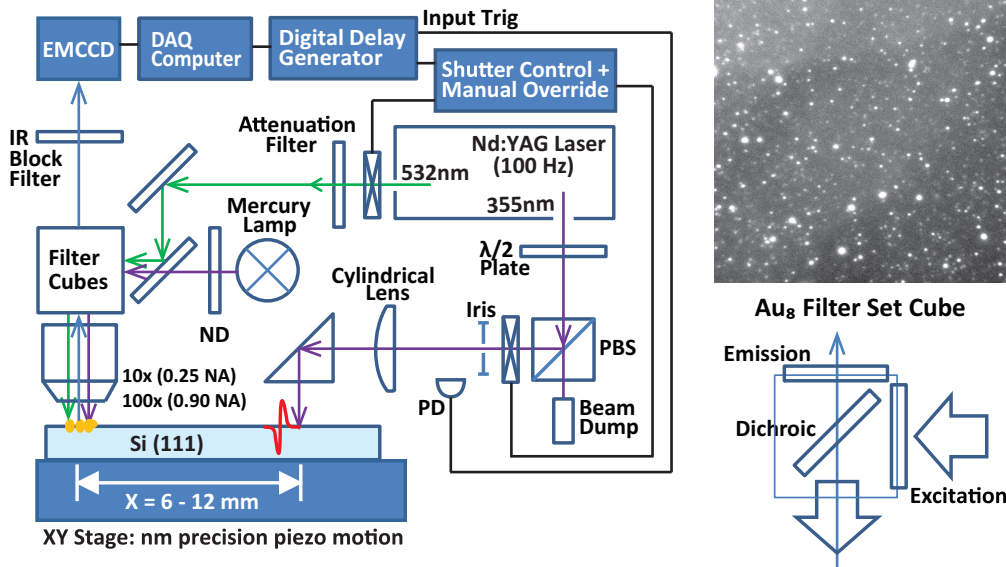 Input Trig
EMCCD
DAQ
Computer
Digital Delay
Generator
Shutter Control +
Manual Override
IR
Block
Filter
Attenuation
Filter
Nd:YAG Laser
(100 Hz)
532nm
355nm
Mercury
Lamp
λ/2
Plate
Filter
Cubes
Cylindrical
Lens
Iris
ND
PBS
10x (0.25 NA)
100x (0.90 NA)
PD
Beam
Dump
Si (111)
X = 6 - 12 mm
XY Stage: nm precision piezo motion
Au₈ Filter Set Cube
Emission
Dichroic
Excitation